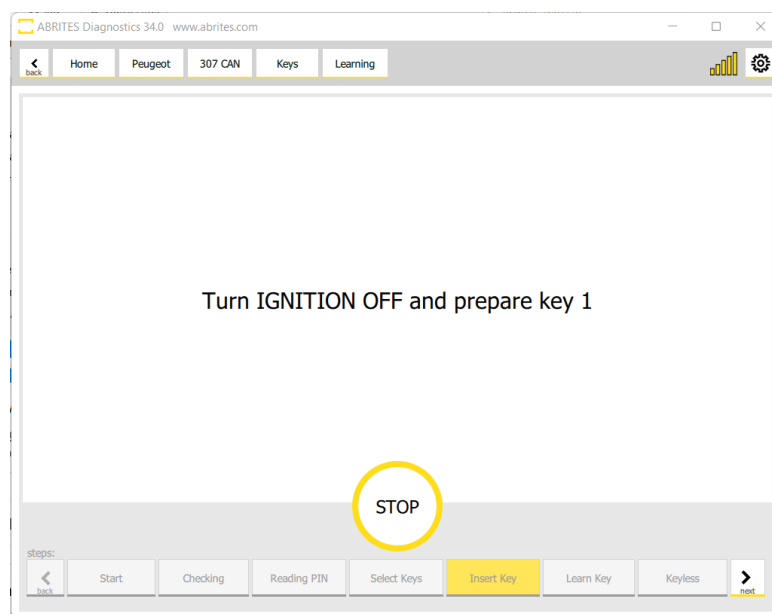 ABRITES Diagnostics 34.0 www.abrites.com
back Home Peugeot 307 CAN Keys Learning
Turn IGNITION OFF and prepare key 1
STOP
steps:
back Start Checking Reading PIN Select Keys Insert Key Learn Key Keyless next